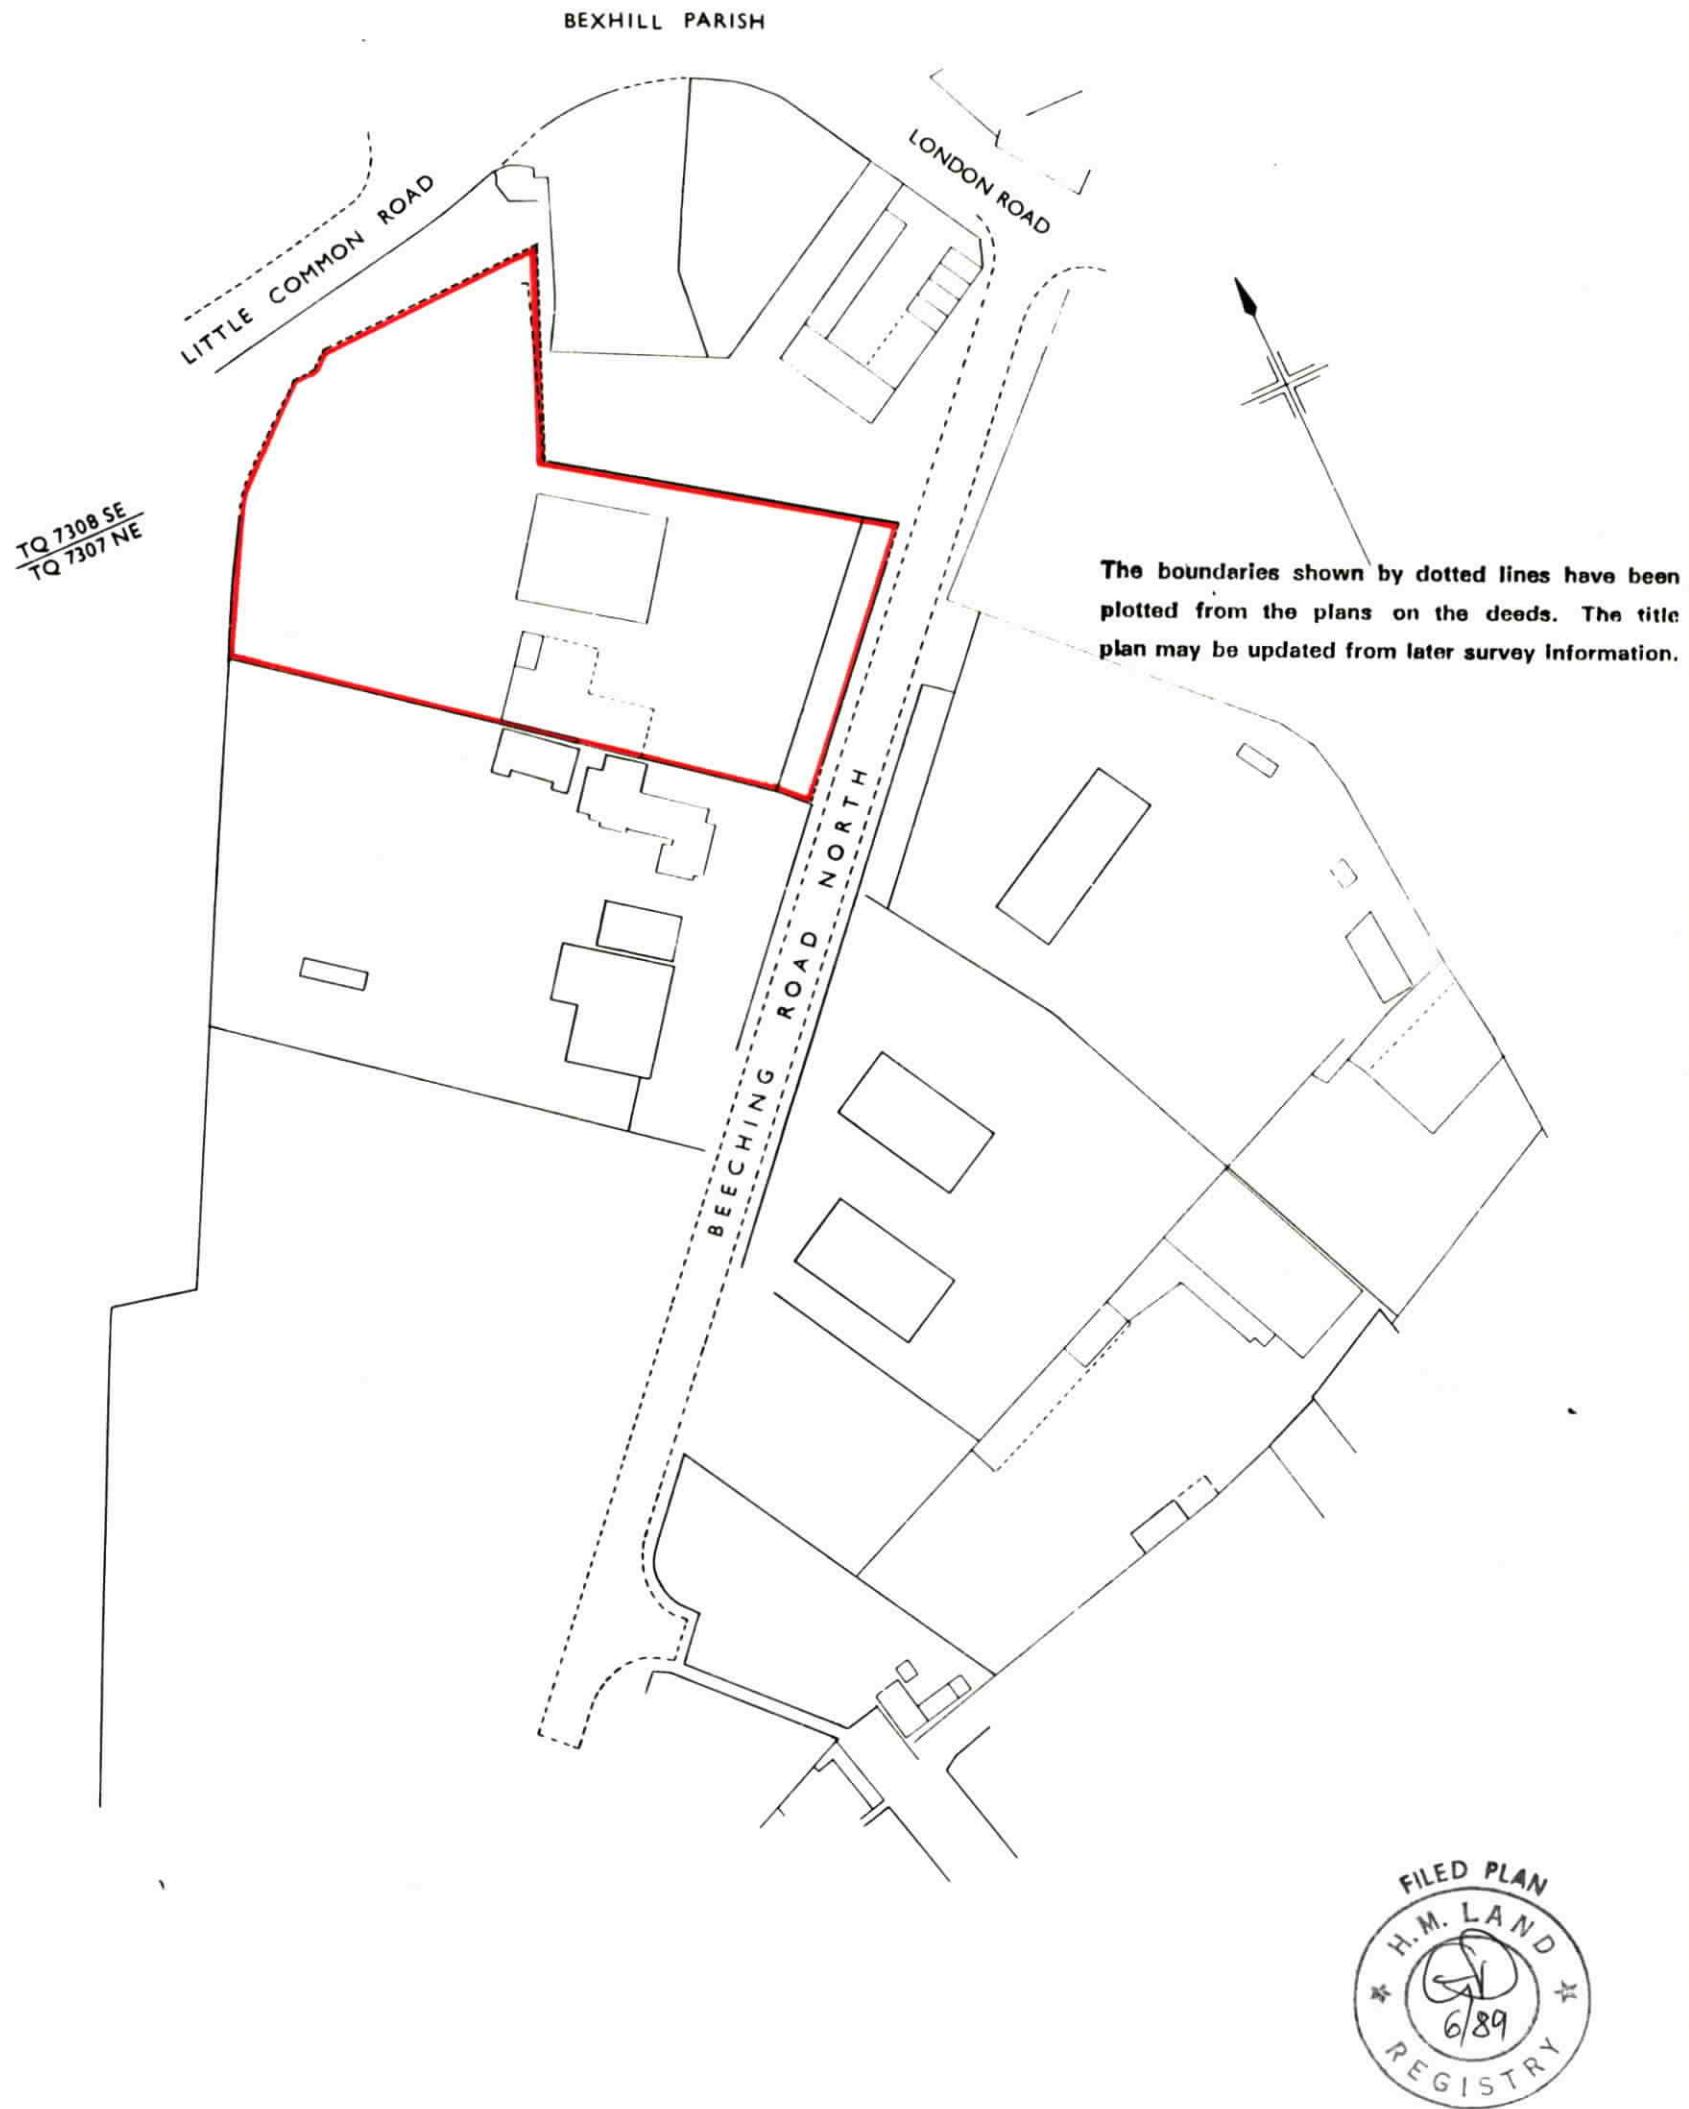 BEXHILL PARISH
LONDON ROAD
LITTLE COMMON ROAD
TQ 7308 SE
TQ 7307 NE
The boundaries shown by dotted lines have been
plotted from the plans on the deeds. The title
plan may be updated from later survey information.
BEECHING ROAD NORTH
FILED PLAN
H.M. LAND
6/89
REGISTRY